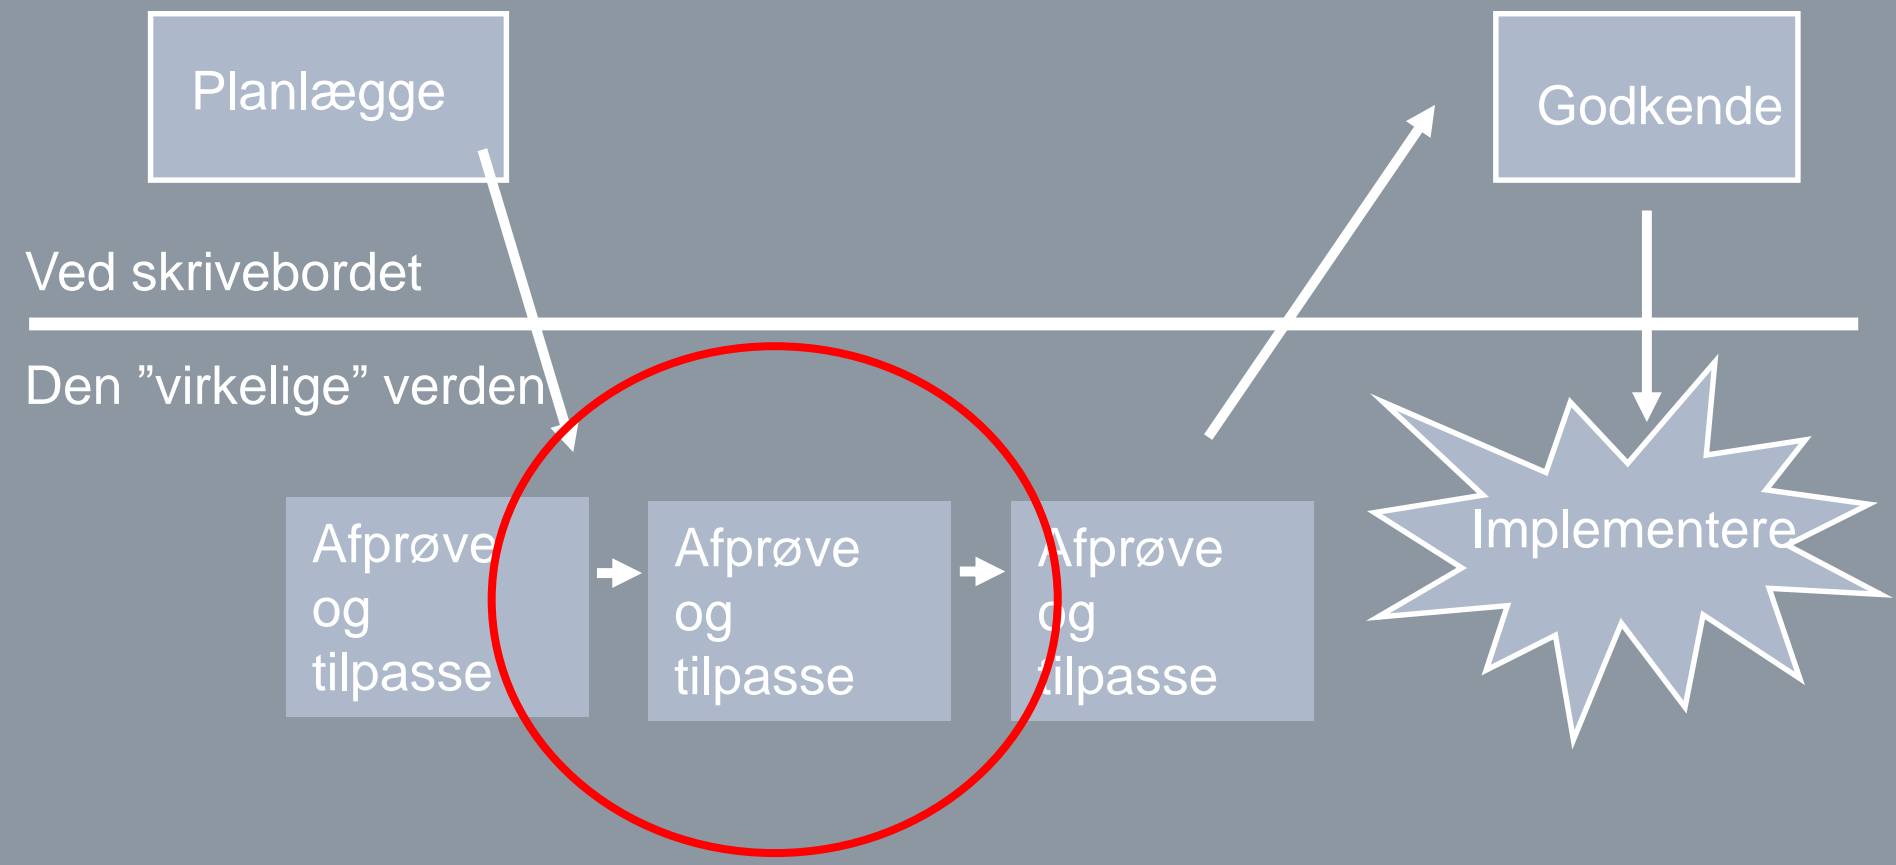 Planlægge
Godkende
Ved skrivebordet
Den ”virkelige” verden
Afprøve
og
tilpasse
Afprøve
og
tilpasse
Afprøve
og
tilpasse
Implementere